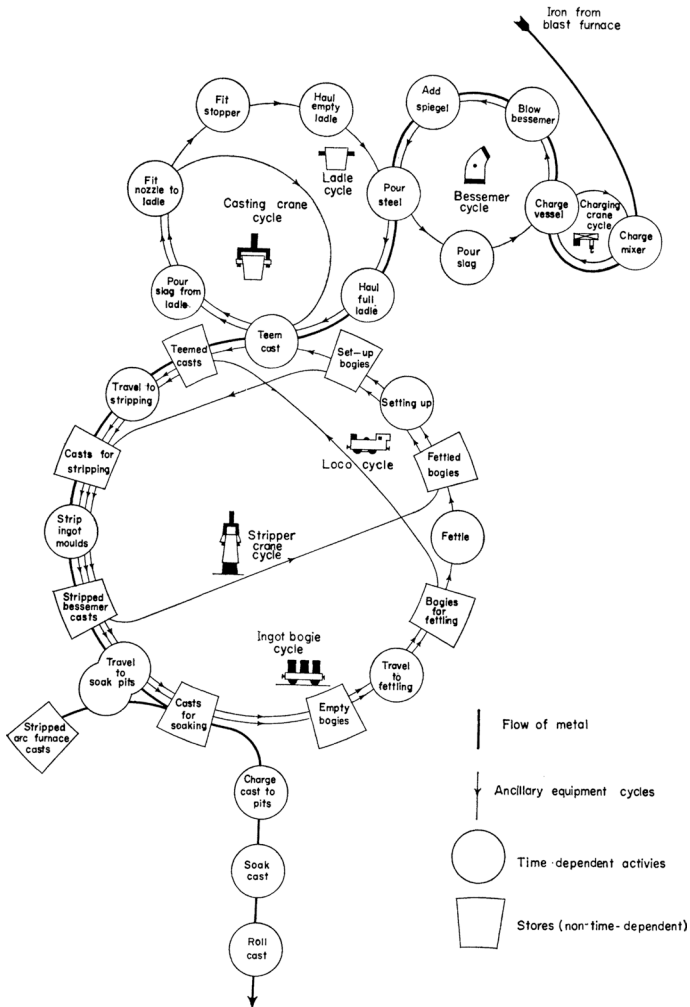 Iron from
blast furnace
Fit
stopper
Haul
empty
ladle
Add
spiegel
Blow
bessemer
Fit
nozzle to
ladle
Ladle
cycle
Casting crane
cycle
Pour
steel
Bessemer
cycle
Charge
vessel
Charging
crane
cycle
Charge
mixer
Pour
slag
Pour
slag from
ladle
Haul
full
ladle
Teem
cast
Teemed
casts
Set-up
bogies
Travel to
stripping
Setting up
Casts for
stripping
Loco cycle
Fettled
bogies
Strip
ingot
moulds
Stripper
crane
cycle
Fettle
Stripped
bessemer
casts
Bogies
for
fettling
Travel
to
soak pits
Ingot bogie
cycle
Travel
to
fettling
Casts
for
soaking
Empty
bogies
Stripped
arc furnace
casts
Flow of metal
Charge
cast to
pits
Ancillary equipment cycles
Soak
cast
Time-dependent activies
Roll
cast
Stores (non-time-dependent)